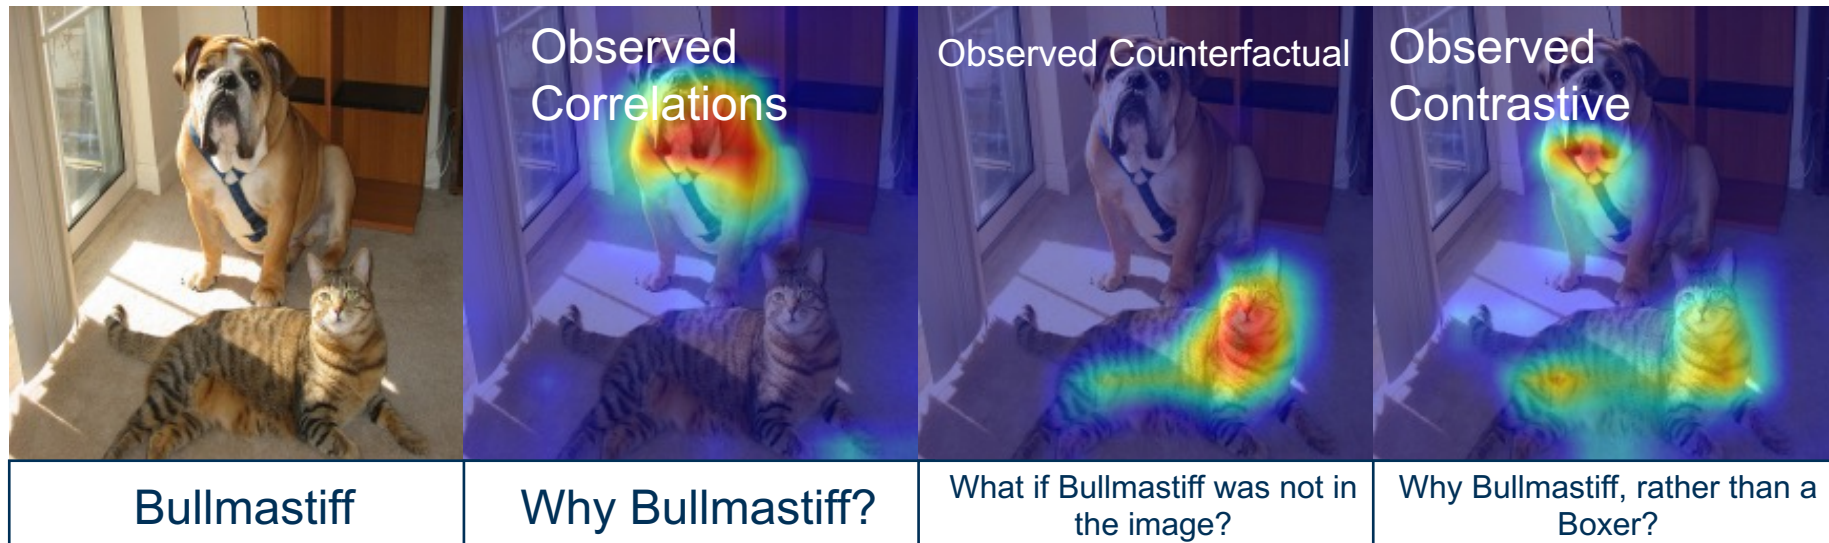 Observed
Correlations
Observed Counterfactual
Observed
Contrastive
Bullmastiff
Why Bullmastiff?
What if Bullmastiff was not in
the image?
Why Bullmastiff, rather than a
Boxer?